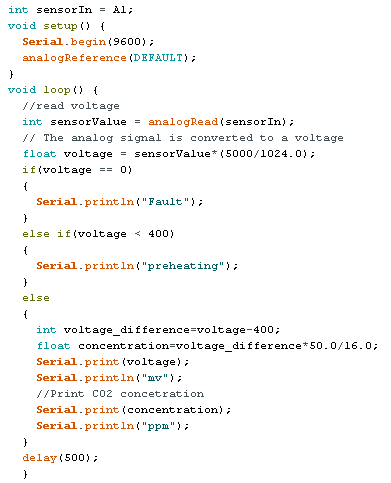 int sensorIn = A1;
void setup() {
  Serial.begin(9600);
  analogReference(DEFAULT);
}
void loop() {
  //read voltage
  int sensorValue = analogRead(sensorIn);
  // The analog signal is converted to a voltage
  float voltage = sensorValue*(5000/1024.0);
  if(voltage == 0)
  {
    Serial.println("Fault");
  }
  else if(voltage < 400)
  {
    Serial.println("preheating");
  }
  else
  {
    int voltage_difference=voltage-400;
    float concentration=voltage_difference*50.0/16.0;
    Serial.print(voltage);
    Serial.println("mv");
    //Print CO2 concetration
    Serial.print(concentration);
    Serial.println("ppm");
  }
  delay(500);
  }